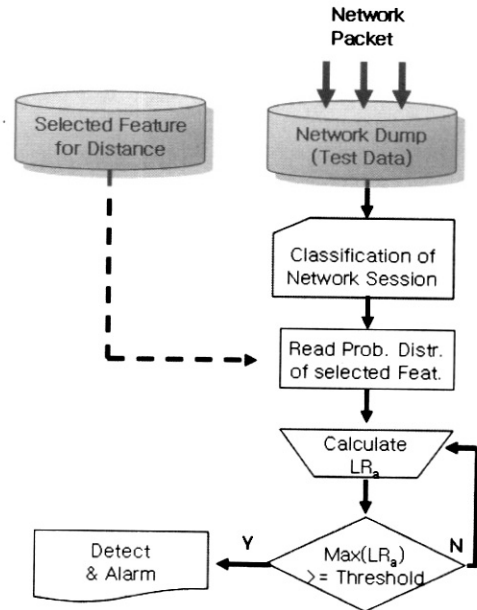 Network
Packet
Selected Feature
for Distance
Network Dump
(Test Data)
Classification of
Network Session
Read Prob. Distr.
of selected Feat.
Calculate
LRₐ
Y
N
Max(LRₐ)
>= Threshold
Detect
& Alarm